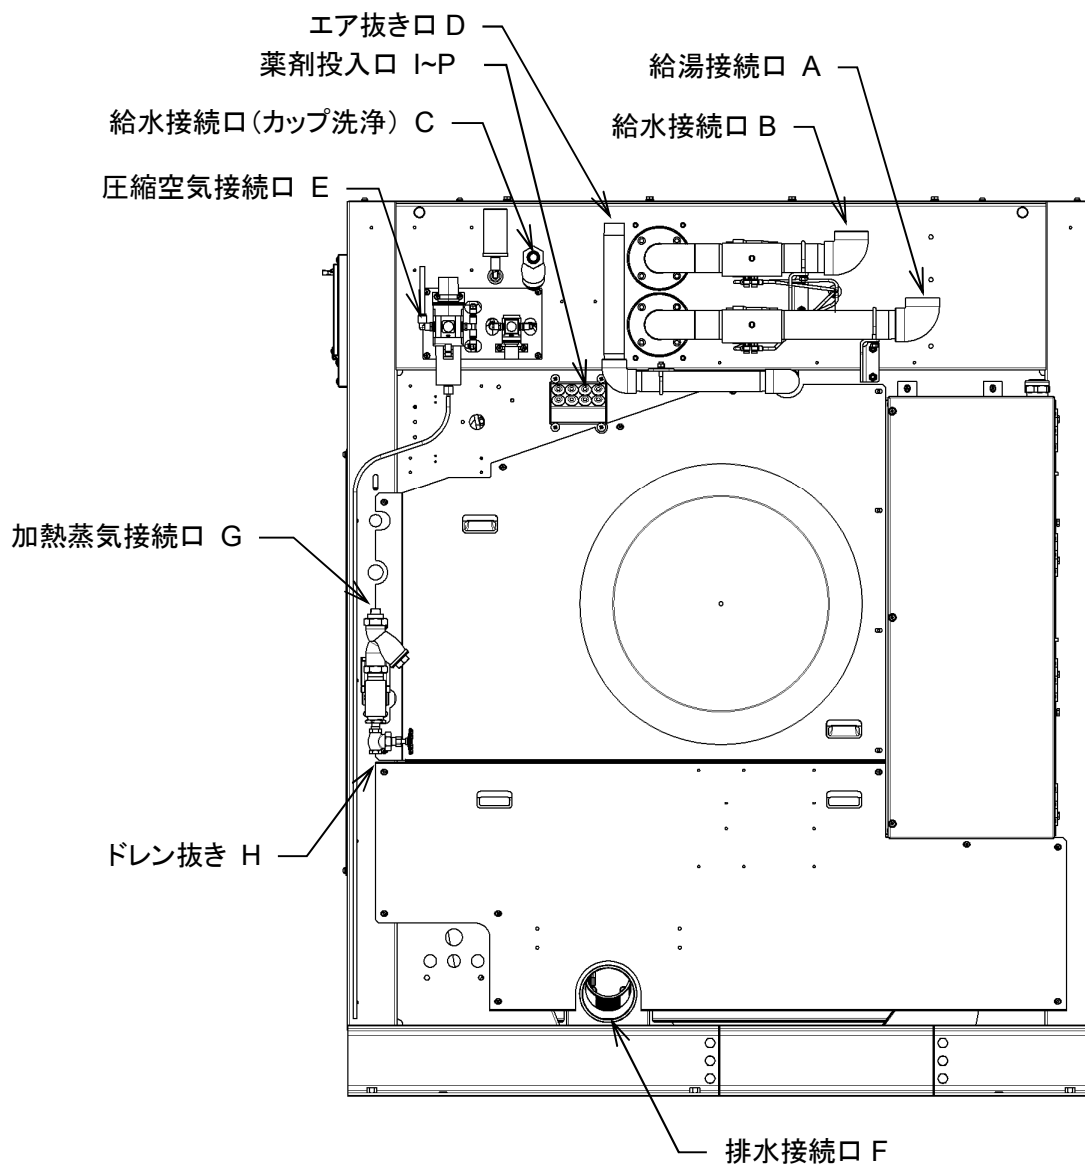 エア抜き口 D
薬剤投入口 I~P
給湯接続口 A
給水接続口(カップ洗浄) C
給水接続口 B
圧縮空気接続口 E
加熱蒸気接続口 G
ドレン抜き H
排水接続口 F